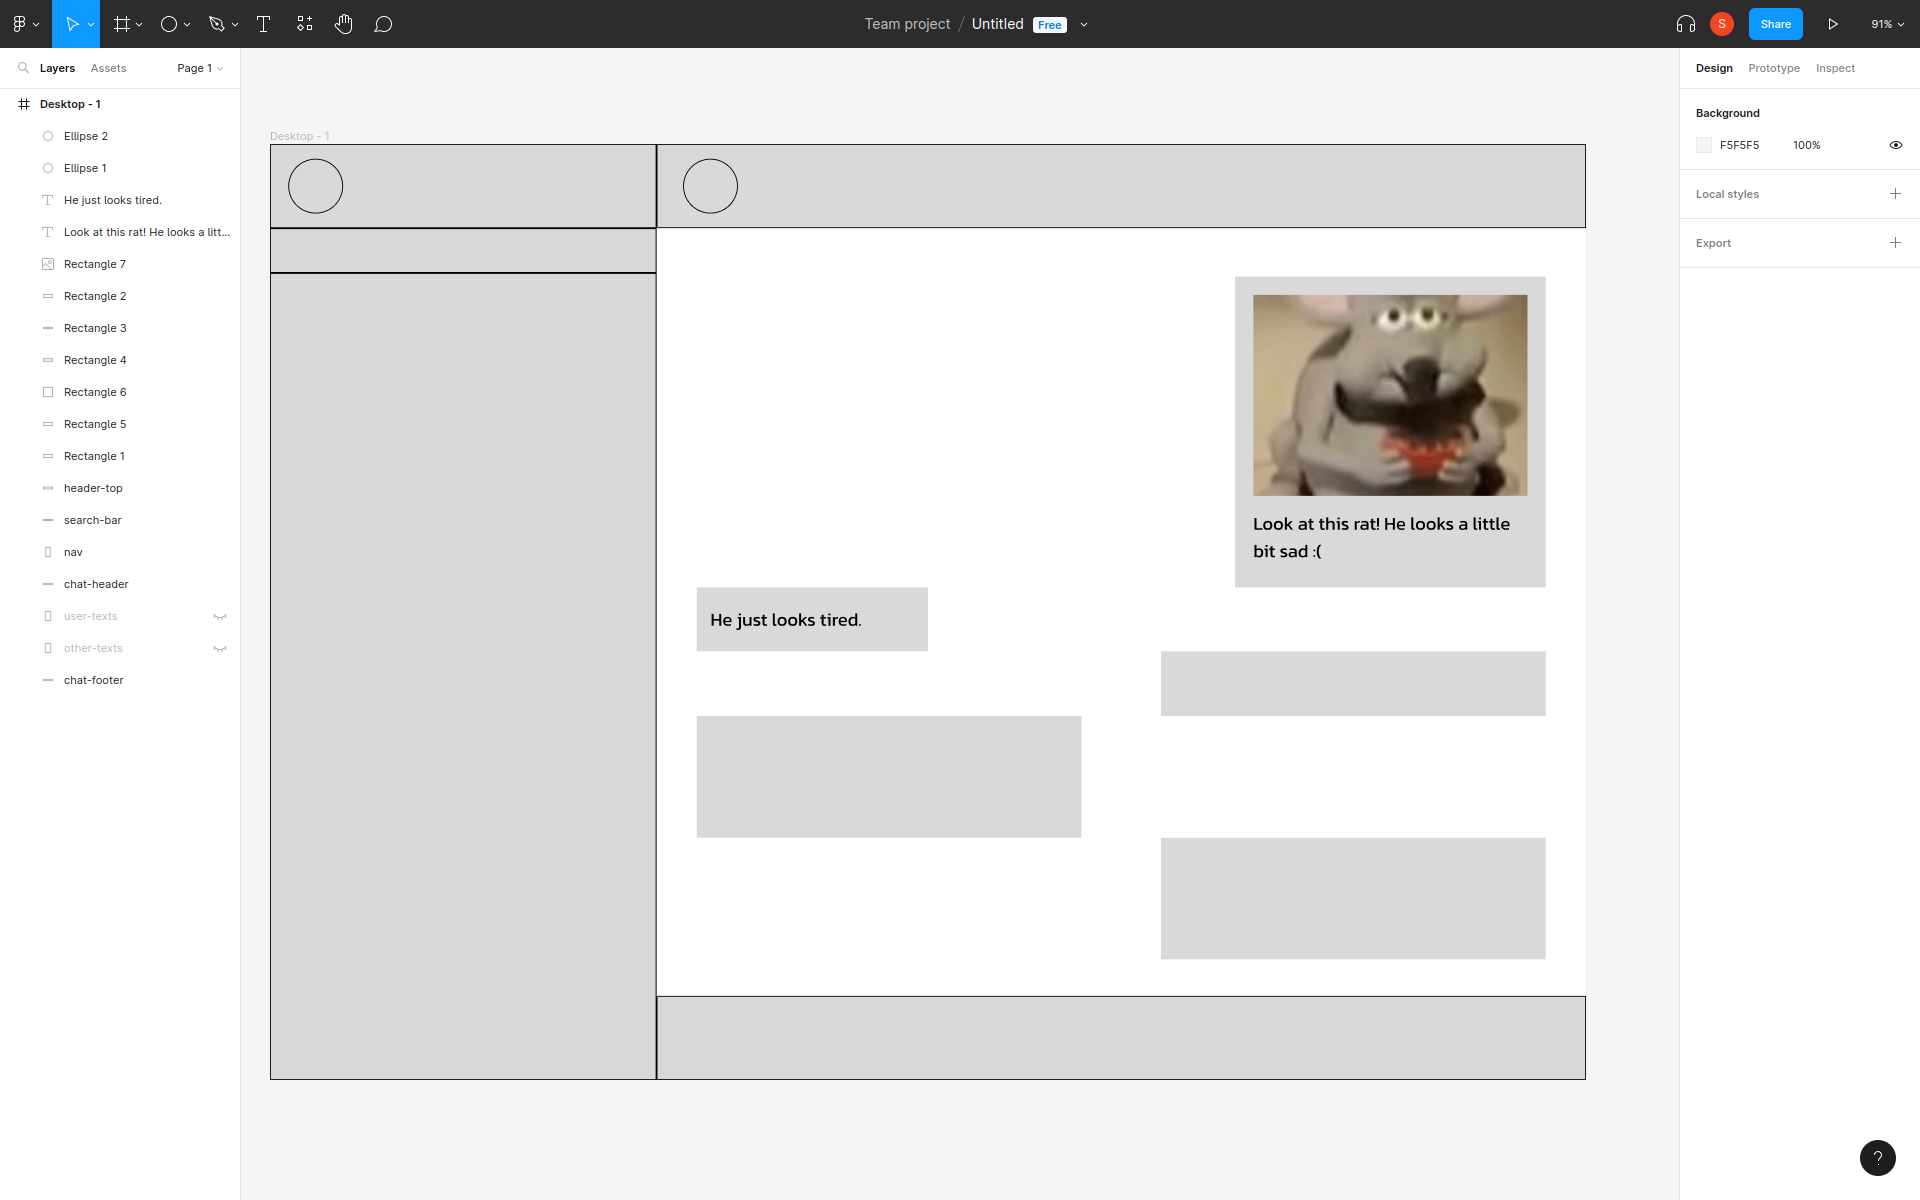 Team project / Untitled Free
S
Share
91%
Layers Assets Page 1
Design Prototype Inspect
Desktop - 1
Ellipse 2
Ellipse 1
He just looks tired.
Look at this rat! He looks a litt...
Rectangle 7
Rectangle 2
Rectangle 3
Rectangle 4
Rectangle 6
Rectangle 5
Rectangle 1
header-top
search-bar
nav
chat-header
user-texts
other-texts
chat-footer
Desktop - 1
Look at this rat! He looks a little
bit sad :(
He just looks tired.
Background
F5F5F5 100%
Local styles
Export
?